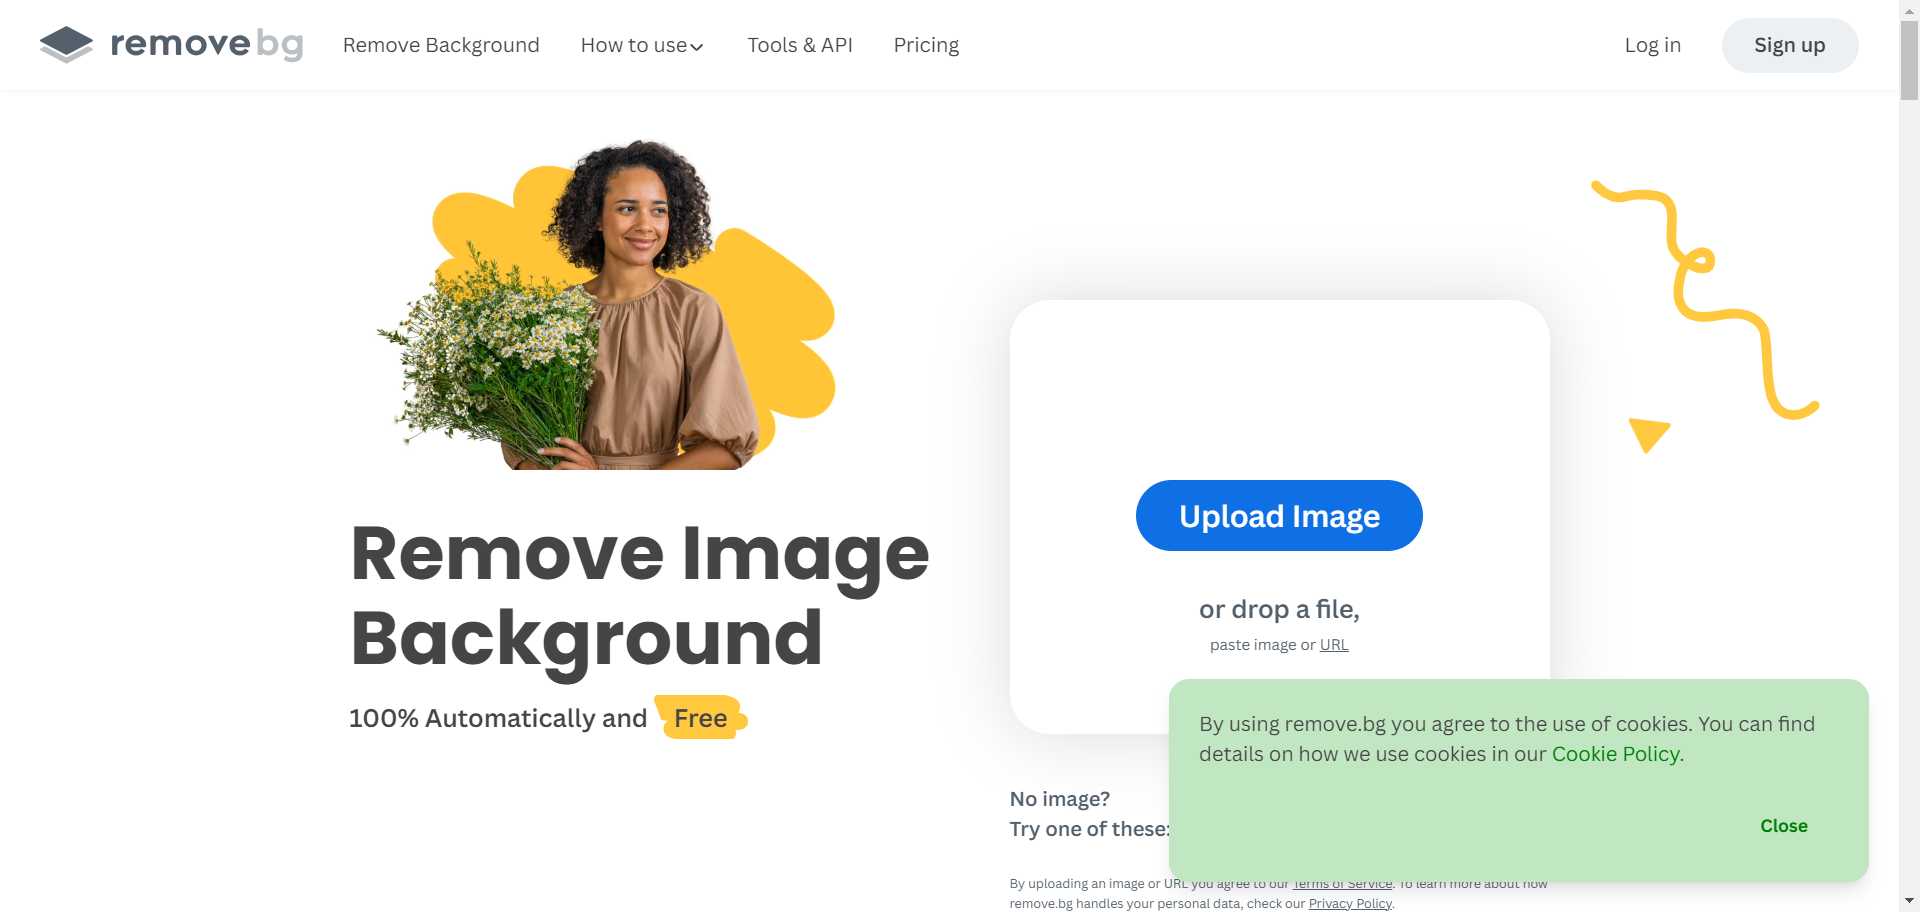 removebg
Remove Background
How to use
Tools & API
Pricing
Log in
Sign up
Remove Image
Background
100% Automatically and Free
Upload Image
or drop a file,
paste image or URL
No image?
Try one of these:
By uploading an image or URL you agree to our Terms of Service. To learn more about how
remove.bg handles your personal data, check our Privacy Policy.
By using remove.bg you agree to the use of cookies. You can find
details on how we use cookies in our Cookie Policy.
Close